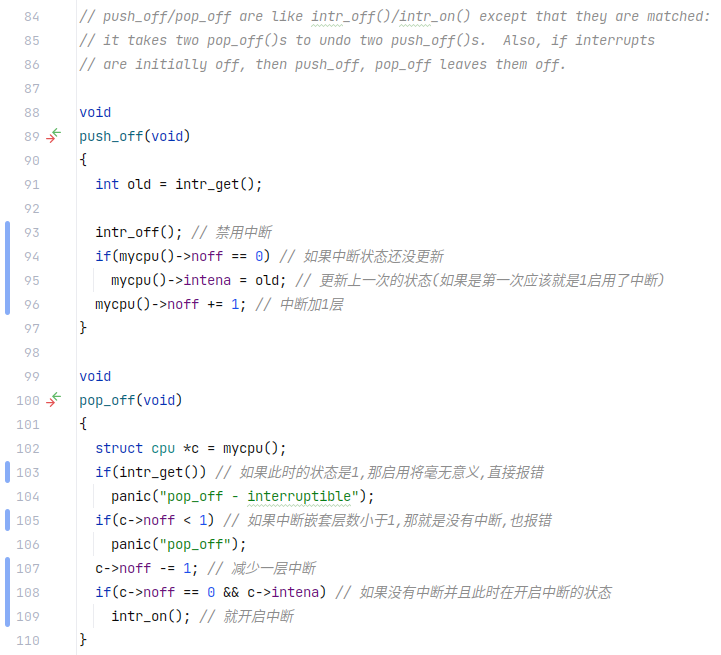 84 // push_off/pop_off are like intr_off()/intr_on() except that they are matched:
85 // it takes two pop_off()s to undo two push_off()s.  Also, if interrupts
86 // are initially off, then push_off, pop_off leaves them off.
87
88 void
89 push_off(void)
90 {
91   int old = intr_get();
92
93   intr_off(); // 禁用中断
94   if(mycpu()->noff == 0) // 如果中断状态还没更新
95     mycpu()->intena = old; // 更新上一次的状态(如果是第一次应该就是1启用了中断)
96   mycpu()->noff += 1; // 中断加1层
97 }
98
99 void
100 pop_off(void)
101 {
102   struct cpu *c = mycpu();
103   if(intr_get()) // 如果此时的状态是1,那启用将毫无意义,直接报错
104     panic("pop_off - interruptible");
105   if(c->noff < 1) // 如果中断嵌套层数小于1,那就是没有中断,也报错
106     panic("pop_off");
107   c->noff -= 1; // 减少一层中断
108   if(c->noff == 0 && c->intena) // 如果没有中断并且此时在开启中断的状态
109     intr_on(); // 就开启中断
110 }